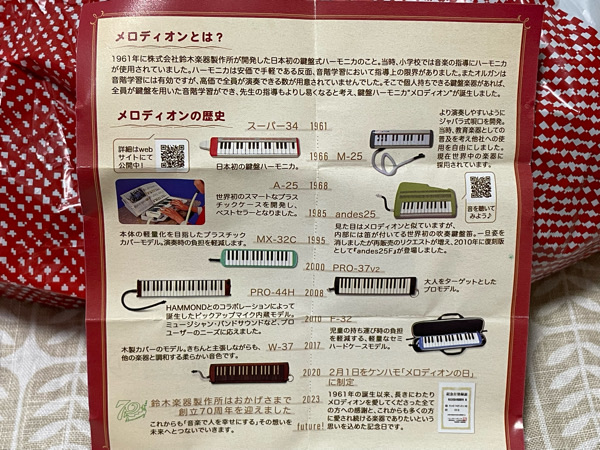 メロディオンとは？
1961年に株式会社鈴木楽器製作所が開発した日本初の鍵盤式ハーモニカのこと。当時、小学校では音楽の指導にハーモニカ
が使用されていました。ハーモニカは安価で手軽である反面、音階学習において指導上の限界がありました。またオルガン
は音階学習には有効ですが、高価で全員が演奏できる数が用意されていませんでした。そこで個人持ちできる鍵盤楽器があれば、
全員が鍵盤を用いた音階学習ができ、先生の指導もよりし易くなると考え、鍵盤ハーモニカ"メロディオン"が誕生しました。
メロディオンの歴史
スーパー34 1961
詳細はweb
サイトにて
公開中！
日本初の鍵盤ハーモニカ。
1966 M-25
より演奏しやすいように
ジャバラ式唄口を開発。
当時、教育楽器としての
普及を考え他社への使
用を自由にしました。
現在世界中の楽器に
採用されています。
A-25 1968
世界初のスマートなプラス
チックケースを開発し、
ベストセラーとなりました。
本体の軽量化を目指したプラスチック
カバーモデル。演奏時の負担を軽減します。
1985 andes25
音を聴いて
みよう♪
見た目はメロディオンと似ていますが、
内部には笛が付いてる世界初の吹奏鍵盤笛。一旦姿
を消しましたが再販売のリクエストが増え、2010年に復刻版
として『andes25F』が登場しました。
MX-32C 1995
2000 PRO-37v2
大人をターゲットとした
プロモデル。
PRO-44H 2008
HAMMONDとのコラボレーションによって
誕生したピックアップマイク内蔵モデル。
ミュージシャン・バンドサウンドなど、プロ
ユーザーのニーズに応えました。
2010 F-32
児童の持ち運び時の負担
を軽減する、軽量なセミ
ハードケースモデル。
木製カバーのモデル。きちんと主張しながらも、
他の楽器と調和する柔らかい音色です。
W-37 2017
2020 2月1日をケンハモ「メロディオンの日」
に制定
1961年の誕生以来、長きにわたり
メロディオンを愛してくださった全て
の方への感謝と、これからも多くの方
に愛され続ける楽器でありたいという
思いを込めた記念日です。
70th
鈴木楽器製作所はおかげさまで
創立70周年を迎えました
2023
これからも「音楽で人を幸せにする」その想いを
未来へとつないでいきます。
future!